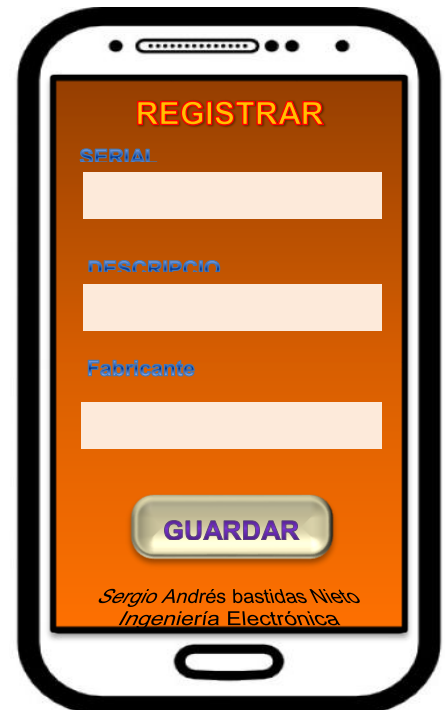 REGISTRAR
SERIAL
DESCRIPCIO
Fabricante
GUARDAR
Sergio Andrés bastidas Nieto
Ingeniería Electrónica